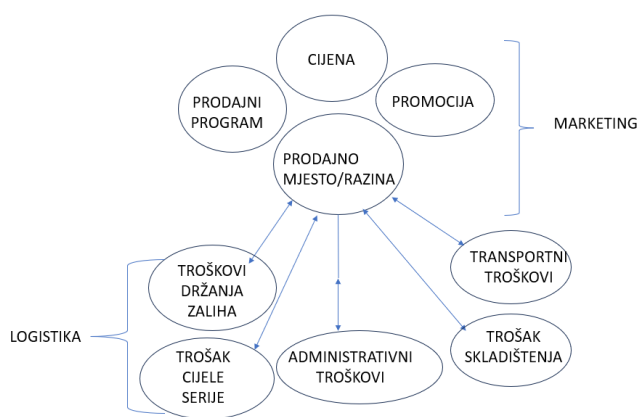 CIJENA
PRODAJNI
PROGRAM
PROMOCIJA
MARKETING
PRODAJNO
MJESTO/RAZINA
TROŠKOVI
DRŽANJA
ZALIHA
TRANSPORTNI
TROŠKOVI
LOGISTIKA
TROŠAK
CIJELE
SERIJE
ADMINISTRATIVNI
TROŠKOVI
TROŠAK
SKLADIŠTENJA